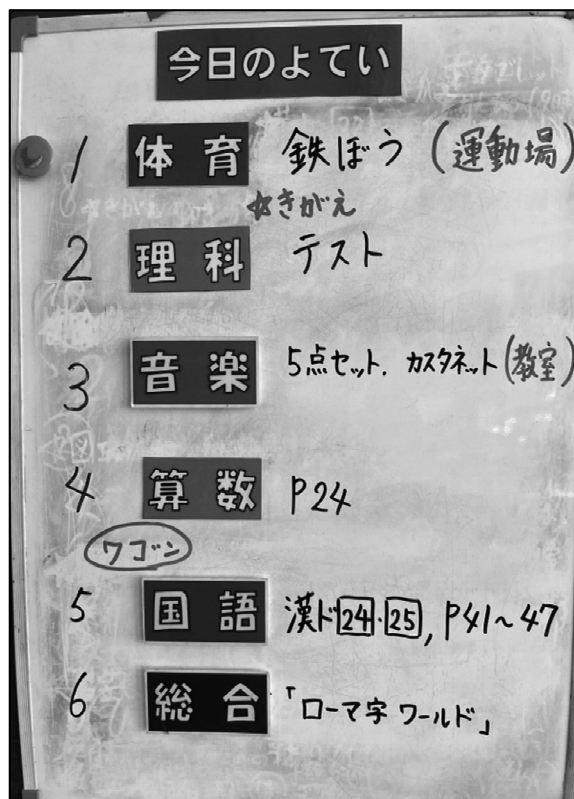 今日のよてい
1 体育 鉄ぼう(運動場)
☆きがえ
2 理科 テスト
3 音楽 5点セット. カスタネット(教室)
4 算数 P24
ワゴン
5 国語 漢ド24・25, P41〜47
6 総合 「ローマ字 ワールド」